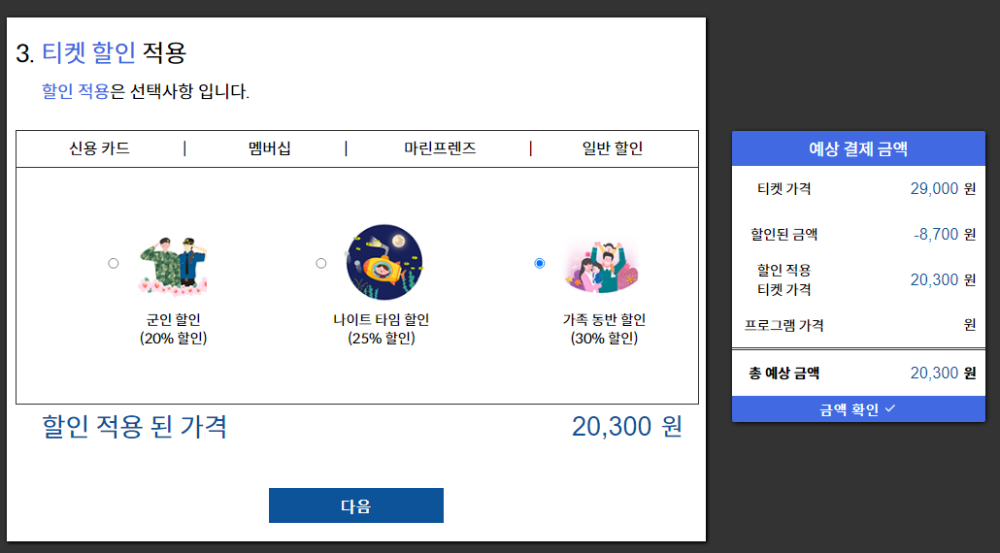 3. 티켓 할인 적용
할인 적용은 선택사항 입니다.
신용 카드 | 멤버십 | 마린프렌즈 | 일반 할인
군인 할인
(20% 할인)
나이트 타임 할인
(25% 할인)
가족 동반 할인
(30% 할인)
할인 적용 된 가격 20,300 원
다음
예상 결제 금액
티켓 가격 29,000 원
할인된 금액 -8,700 원
할인 적용
티켓 가격 20,300 원
프로그램 가격 원
총 예상 금액 20,300 원
금액 확인 ✓